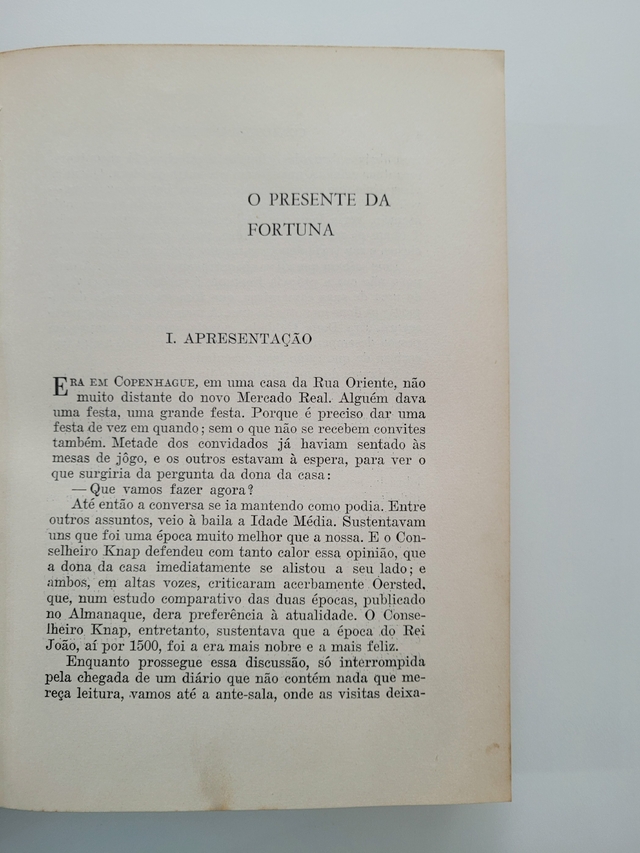 O PRESENTE DA
FORTUNA
I. APRESENTAÇÃO
ERA EM COPENHAGUE, em uma casa da Rua Oriente, não
muito distante do novo Mercado Real. Alguém dava
uma festa, uma grande festa. Porque é preciso dar uma
festa de vez em quando; sem o que não se recebem convites
também. Metade dos convidados já haviam sentado às
mesas de jôgo, e os outros estavam à espera, para ver o
que surgiria da pergunta da dona da casa:
— Que vamos fazer agora?
Até então a conversa se ia mantendo como podia. Entre
outros assuntos, veio à baila a Idade Média. Sustentavam
uns que foi uma época muito melhor que a nossa. E o Con-
selheiro Knap defendeu com tanto calor essa opinião, que
a dona da casa imediatamente se alistou a seu lado; e
ambos, em altas vozes, criticaram acerbamente Oersted,
que, num estudo comparativo das duas épocas, publicado
no Almanaque, dera preferência à atualidade. O Conse-
lheiro Knap, entretanto, sustentava que a época do Rei
João, aí por 1500, foi a era mais nobre e a mais feliz.
Enquanto prossegue essa discussão, só interrompida
pela chegada de um diário que não contém nada que me-
reça leitura, vamos até a ante-sala, onde as visitas deixa-